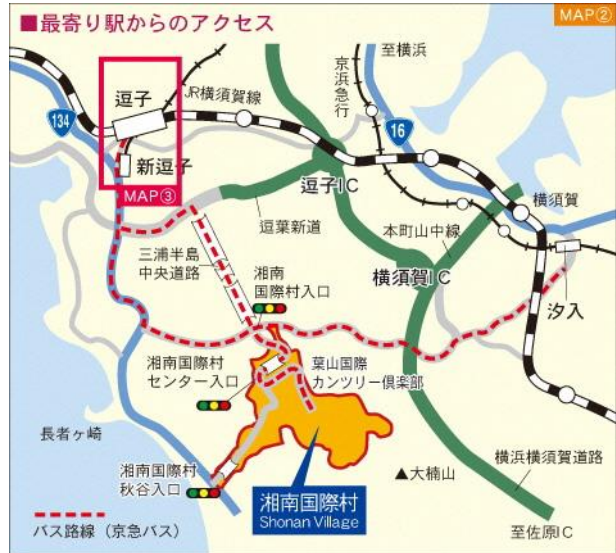 ■最寄り駅からのアクセス
MAP②
至横浜
京浜急行
JR横須賀線
逗子
134
16
新逗子
MAP③
逗子IC
横須賀
逗葉新道
本町山中線
三浦半島
中央道路
湘南
国際村入口
横須賀IC
汐入
湘南国際村
センター入口
葉山国際
カンツリー倶楽部
長者ヶ崎
湘南国際村
秋谷入口
▲大楠山
横浜横須賀道路
湘南国際村
Shonan Village
バス路線（京急バス）
至佐原IC